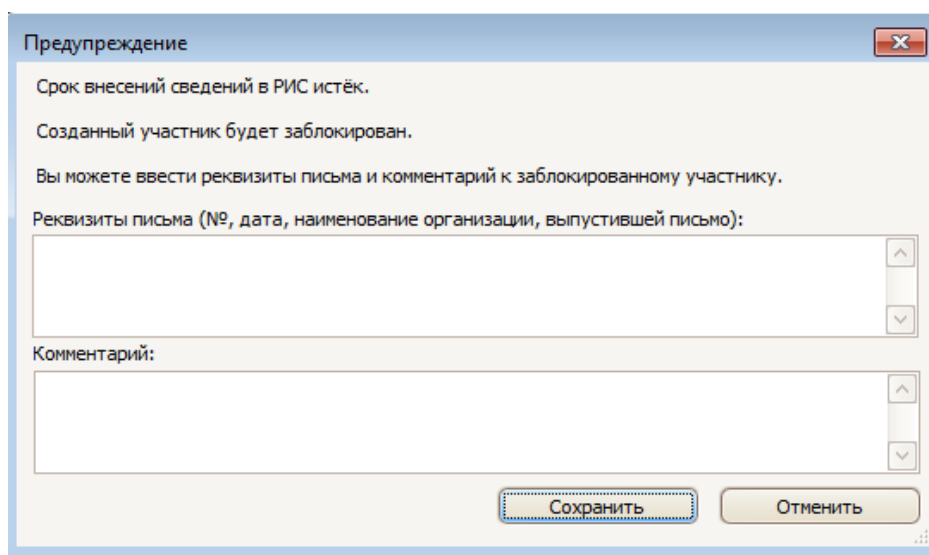 Предупреждение
Срок внесений сведений в РИС истёк.
Созданный участник будет заблокирован.
Вы можете ввести реквизиты письма и комментарий к заблокированному участнику.
Реквизиты письма (№, дата, наименование организации, выпустившей письмо):
Комментарий:
Сохранить
Отменить